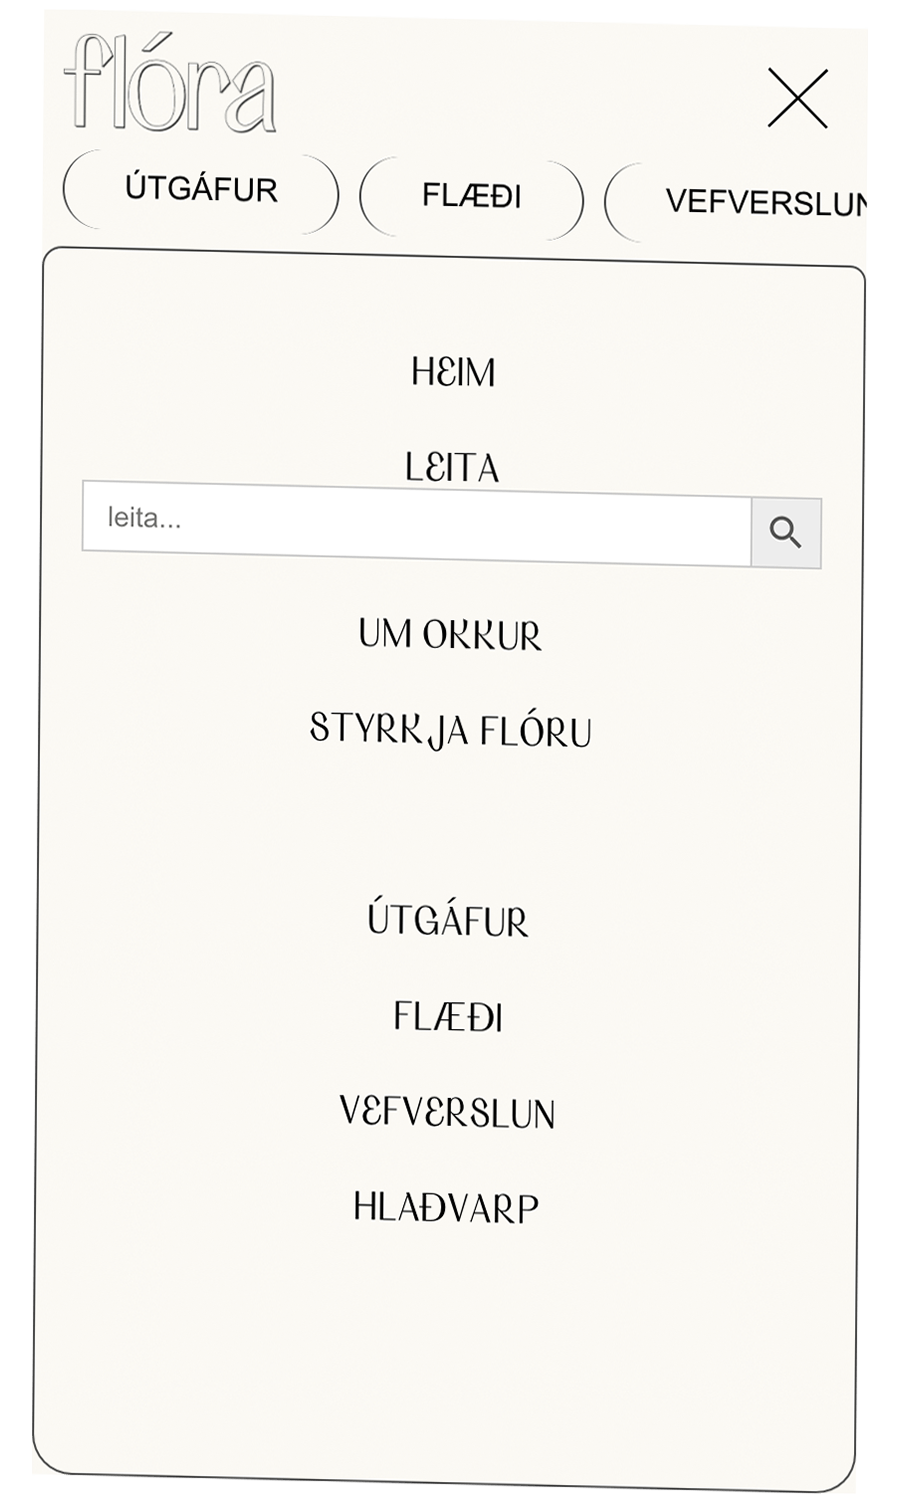 flóra
ÚTGÁFUR FLÆÐI VEFVERSLUN
HEIM
LEITA
leita...
UM OKKUR
STYRKJA FLÓRU
ÚTGÁFUR
FLÆÐI
VEFVERSLUN
HLAÐVARP